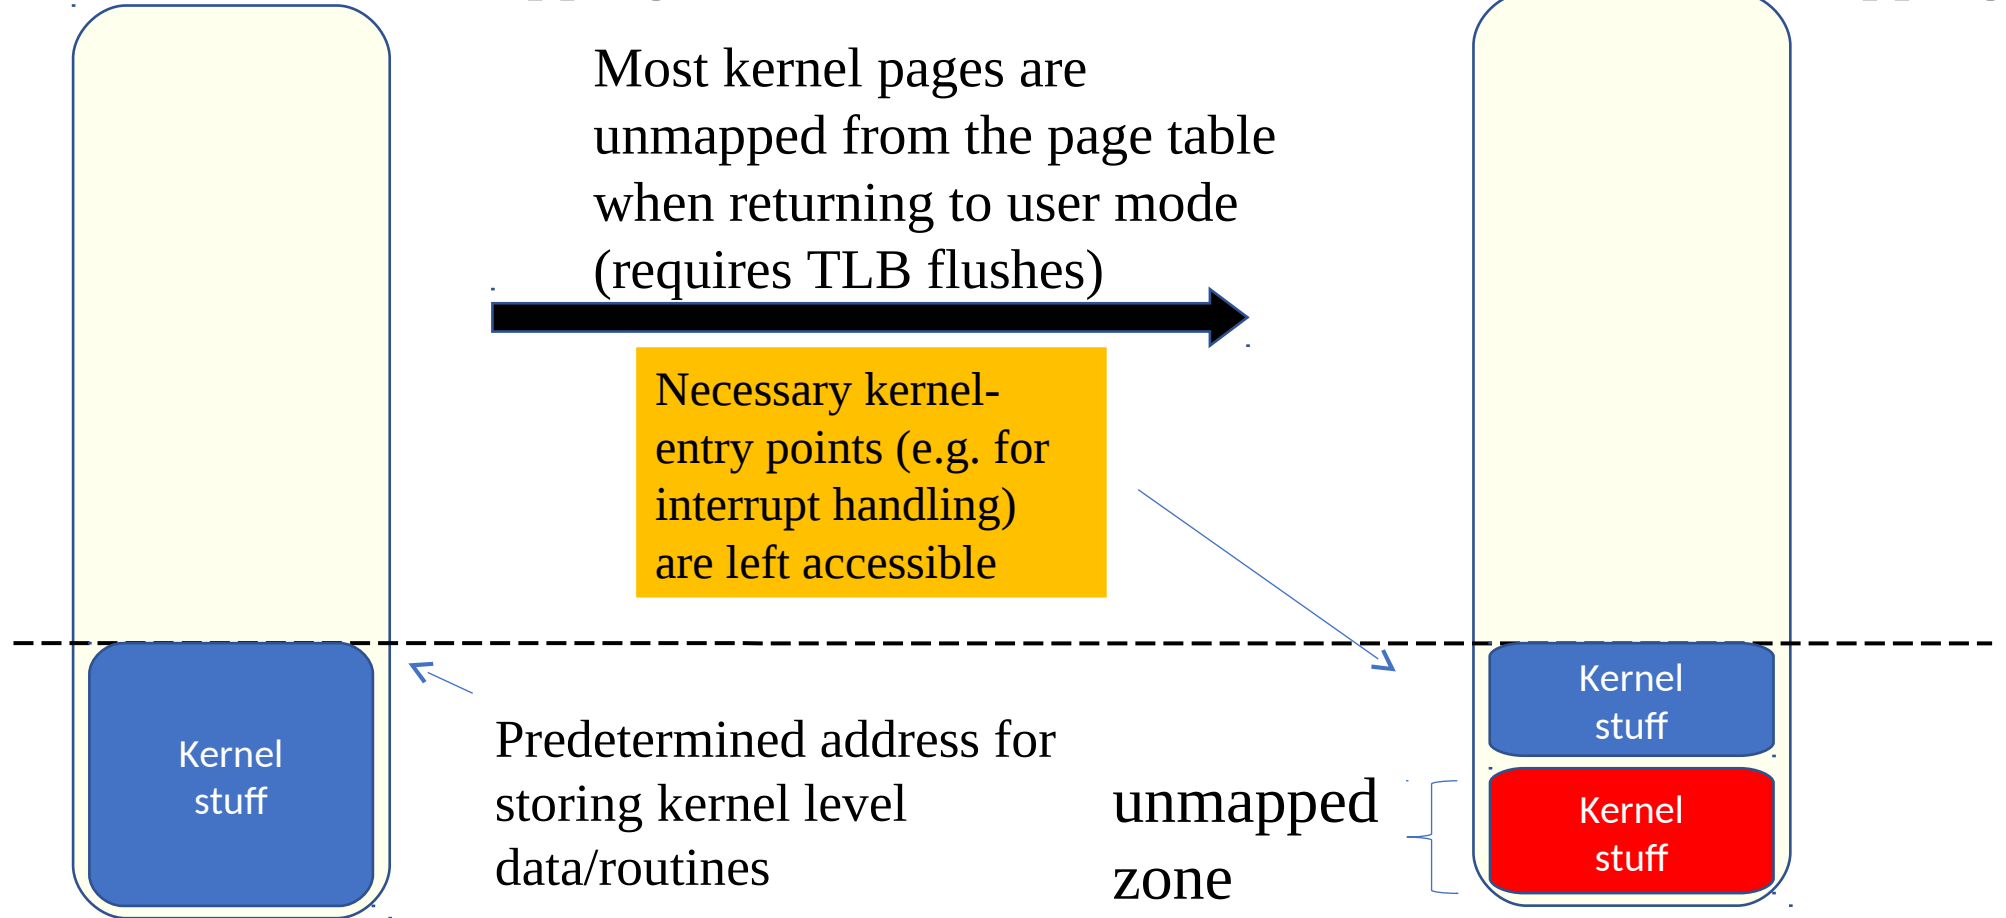 Most kernel pages are
unmapped from the page table
when returning to user mode
(requires TLB flushes)
Necessary kernel-
entry points (e.g. for
interrupt handling)
are left accessible
Kernel
stuff
Predetermined address for
storing kernel level
data/routines
unmapped
zone
Kernel
stuff
Kernel
stuff